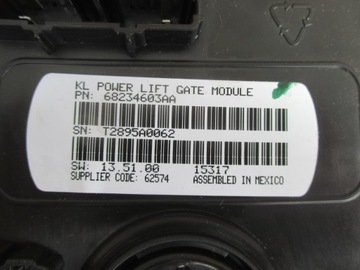 KL POWER LIFT GATE MODULE
PN: 68234603AA
SN: T2895A0062
SW: 13.51.00 15317
SUPPLIER CODE: 62574 ASSEMBLED IN MEXICO